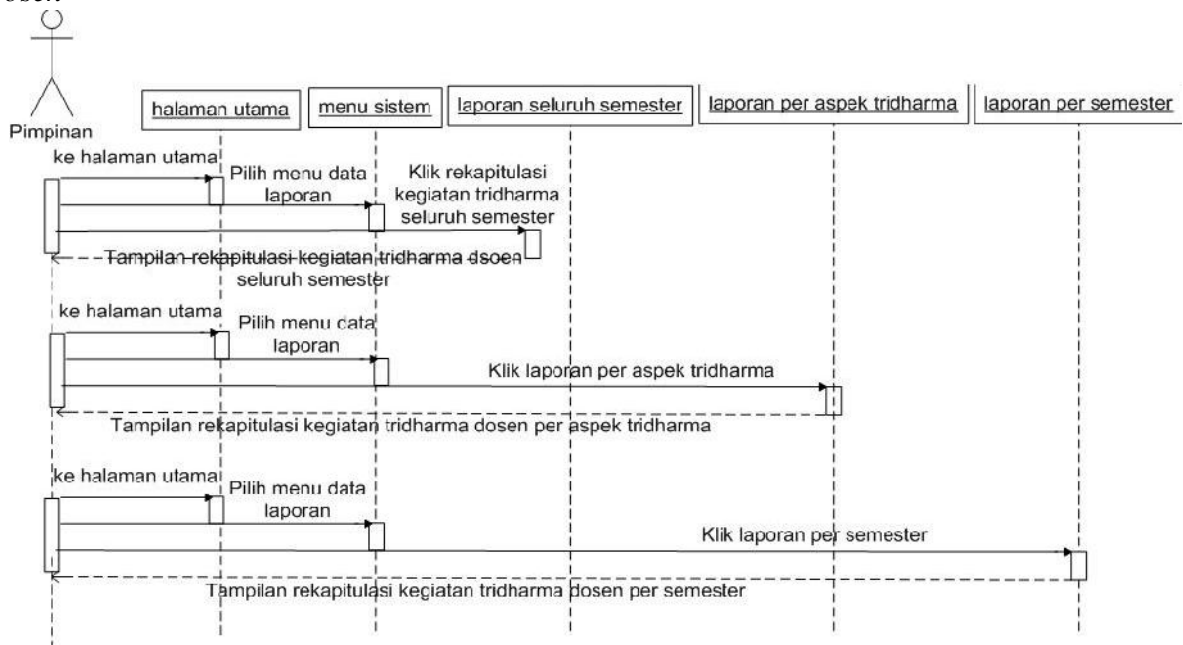 Pimpinan
halaman utama
menu sistem
laporan seluruh semester
laporan per aspek tridharma
laporan per semester
ke halaman utama
Pilih menu data
laporan
Klik rekapitulasi
kegiatan tridharma
seluruh semester
Tampilan rekapitulasi kegiatan tridharma dsoen
seluruh semester
ke halaman utama
Pilih menu data
laporan
Klik laporan per aspek tridharma
Tampilan rekapitulasi kegiatan tridharma dosen per aspek tridharma
ke halaman utama
Pilih menu data
laporan
Klik laporan per semester
Tampilan rekapitulasi kegiatan tridharma dosen per semester